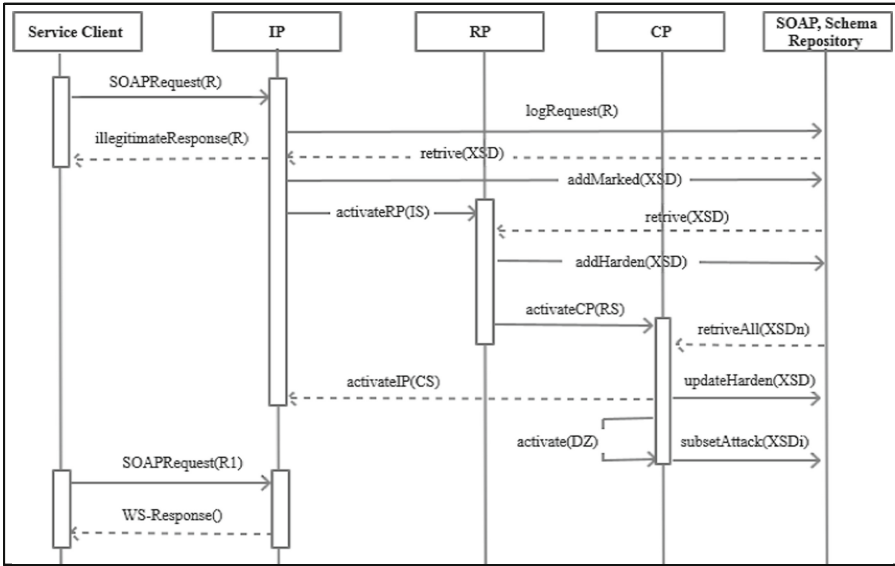 Service Client
IP
RP
CP
SOAP, Schema
Repository
SOAPRequest(R)
logRequest(R)
illegitimateResponse(R)
retrive(XSD)
addMarked(XSD)
activateRP(IS)
retrive(XSD)
addHarden(XSD)
activateCP(RS)
retriveAll(XSDn)
activateIP(CS)
updateHarden(XSD)
activate(DZ)
subsetAttack(XSDi)
SOAPRequest(R1)
WS-Response()